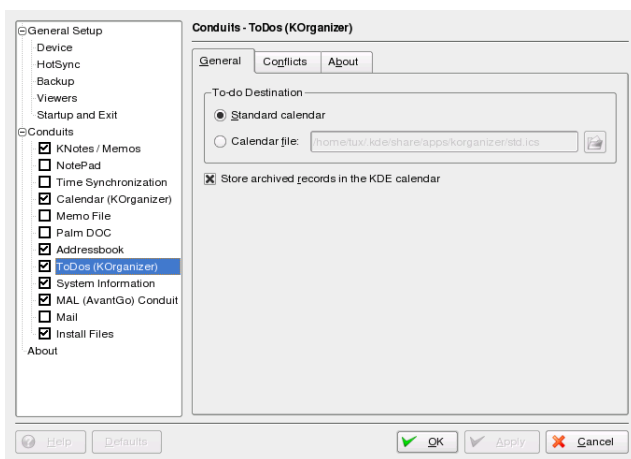 General Setup
Device
HotSync
Backup
Viewers
Startup and Exit
Conduits
KNotes / Memos
NotePad
Time Synchronization
Calendar (KOrganizer)
Memo File
Palm DOC
Addressbook
ToDos (KOrganizer)
System Information
MAL (AvantGo) Conduit
Mail
Install Files
About
Conduits - ToDos (KOrganizer)
General Conflicts About
To-do Destination
Standard calendar
Calendar file: /home/tux/.kde/share/apps/korganizer/std.ics
Store archived records in the KDE calendar
Help Defaults OK Apply Cancel